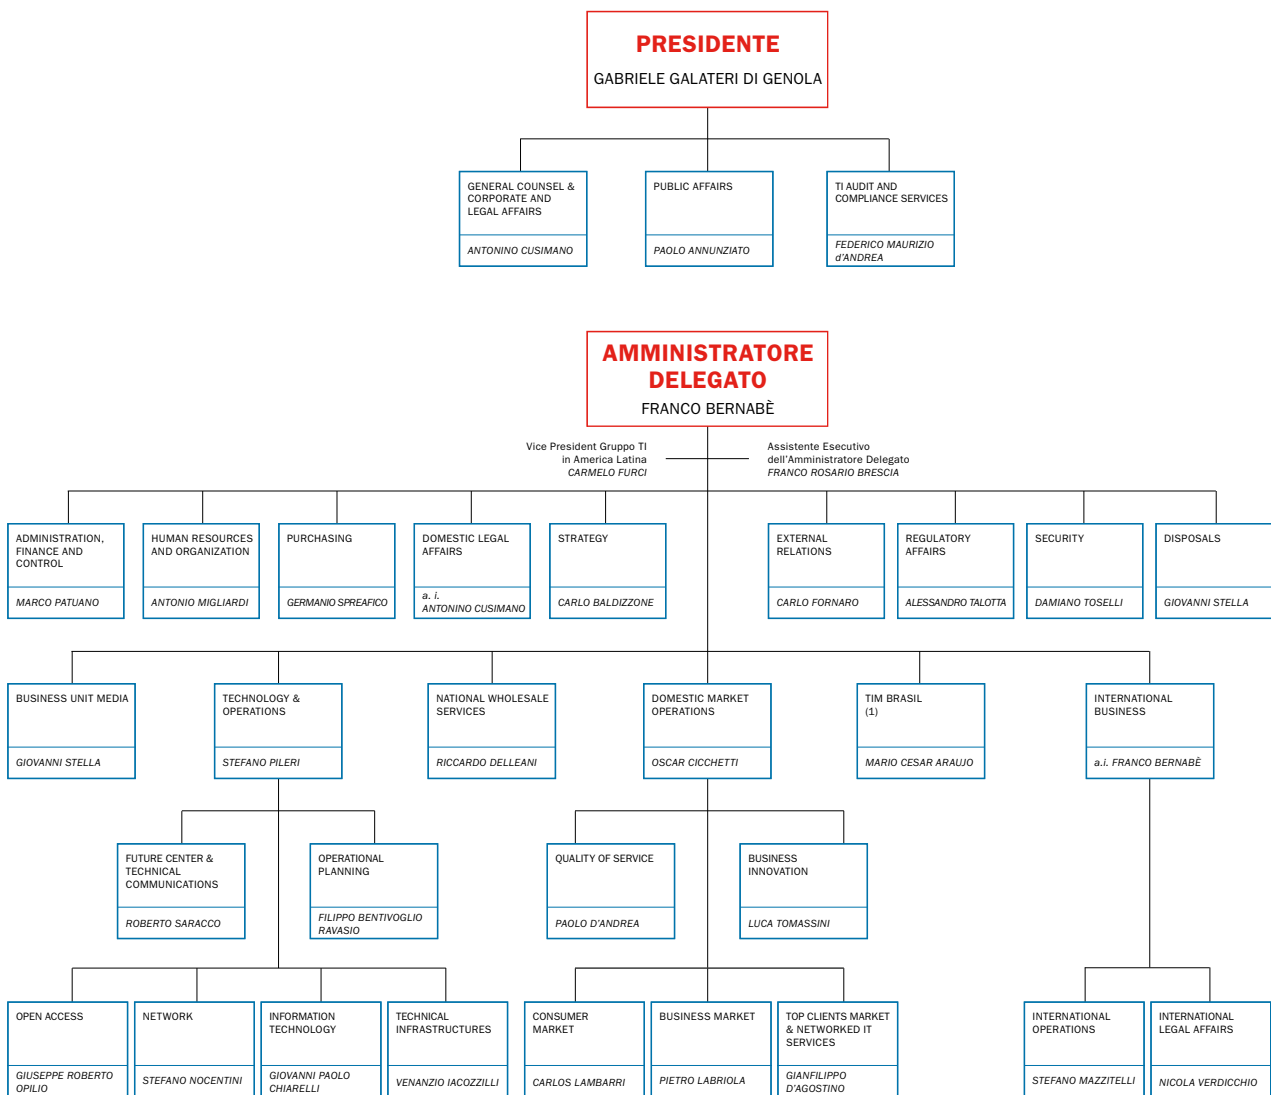 PRESIDENTE
GABRIELE GALATERI DI GENOLA
GENERAL COUNSEL &
CORPORATE AND
LEGAL AFFAIRS
ANTONINO CUSIMANO
PUBLIC AFFAIRS
PAOLO ANNUNZIATO
TI AUDIT AND
COMPLIANCE SERVICES
FEDERICO MAURIZIO
d'ANDREA
AMMINISTRATORE
DELEGATO
FRANCO BERNABÈ
Vice President Gruppo TI
in America Latina
CARMELO FURCI
Assistente Esecutivo
dell'Amministratore Delegato
FRANCO ROSARIO BRESCIA
ADMINISTRATION,
FINANCE AND
CONTROL
MARCO PATUANO
HUMAN RESOURCES
AND ORGANIZATION
ANTONIO MIGLIARDI
PURCHASING
GERMANIO SPREAFICO
DOMESTIC LEGAL
AFFAIRS
a. i.
ANTONINO CUSIMANO
STRATEGY
CARLO BALDIZZONE
EXTERNAL
RELATIONS
CARLO FORNARO
REGULATORY
AFFAIRS
ALESSANDRO TALOTTA
SECURITY
DAMIANO TOSELLI
DISPOSALS
GIOVANNI STELLA
BUSINESS UNIT MEDIA
GIOVANNI STELLA
TECHNOLOGY &
OPERATIONS
STEFANO PILERI
NATIONAL WHOLESALE
SERVICES
RICCARDO DELLEANI
DOMESTIC MARKET
OPERATIONS
OSCAR CICCHETTI
TIM BRASIL
(1)
MARIO CESAR ARAUJO
INTERNATIONAL
BUSINESS
a.i. FRANCO BERNABÈ
FUTURE CENTER &
TECHNICAL
COMMUNICATIONS
ROBERTO SARACCO
OPERATIONAL
PLANNING
FILIPPO BENTIVOGLIO
RAVASIO
QUALITY OF SERVICE
PAOLO D'ANDREA
BUSINESS
INNOVATION
LUCA TOMASSINI
OPEN ACCESS
GIUSEPPE ROBERTO
OPILIO
NETWORK
STEFANO NOCENTINI
INFORMATION
TECHNOLOGY
GIOVANNI PAOLO
CHIARELLI
TECHNICAL
INFRASTRUCTURES
VENANZIO IACOZZILLI
CONSUMER
MARKET
CARLOS LAMBARRI
BUSINESS MARKET
PIETRO LABRIOLA
TOP CLIENTS MARKET
& NETWORKED IT
SERVICES
GIANFILIPPO
D'AGOSTINO
INTERNATIONAL
OPERATIONS
STEFANO MAZZITELLI
INTERNATIONAL
LEGAL AFFAIRS
NICOLA VERDICCHIO